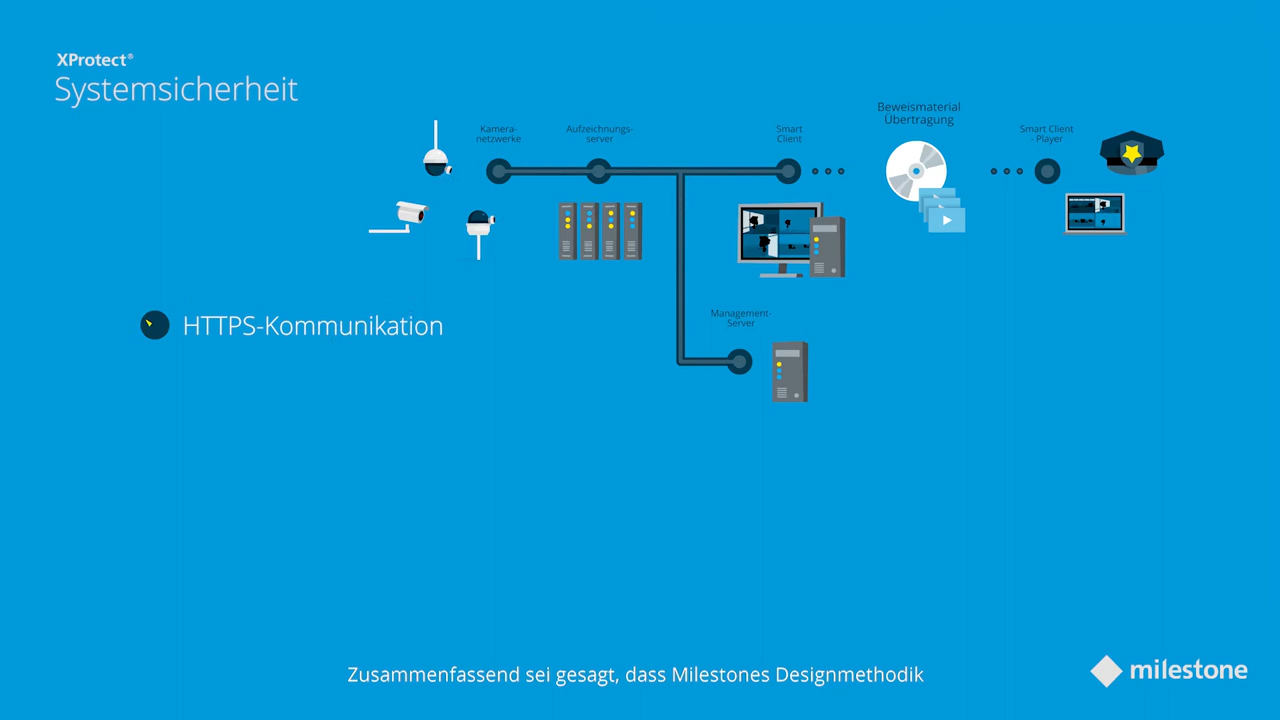 XProtect®
Systemsicherheit
Kamera-
netzwerke
Aufzeichnungs-
server
Smart
Client
Beweismaterial
Übertragung
Smart Client
- Player
HTTPS-Kommunikation
Management-
Server
Zusammenfassend sei gesagt, dass Milestones Designmethodik
milestone